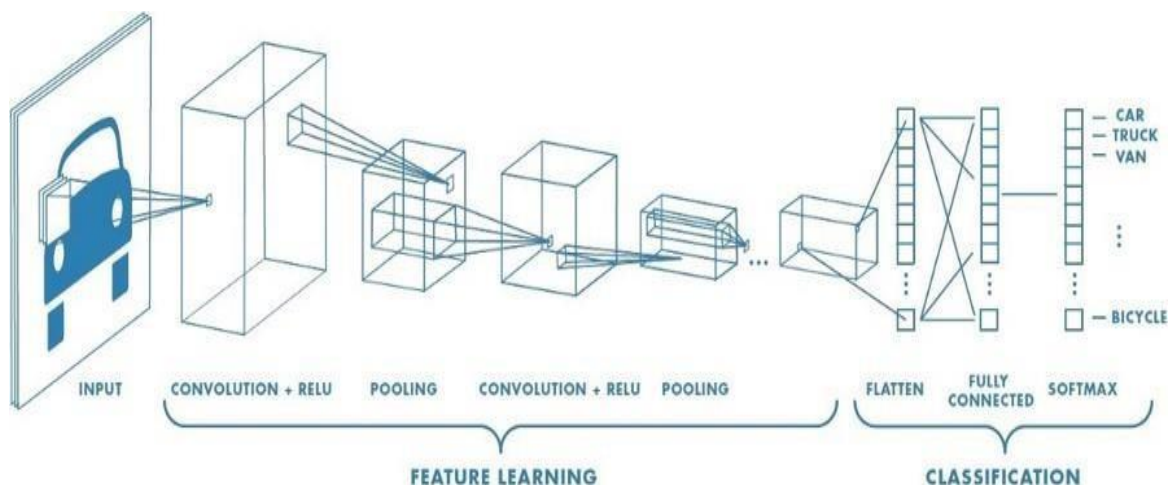 CAR
TRUCK
VAN
BICYCLE
INPUT
CONVOLUTION + RELU
POOLING
CONVOLUTION + RELU
POOLING
FLATTEN
FULLY
CONNECTED
SOFTMAX
FEATURE LEARNING
CLASSIFICATION